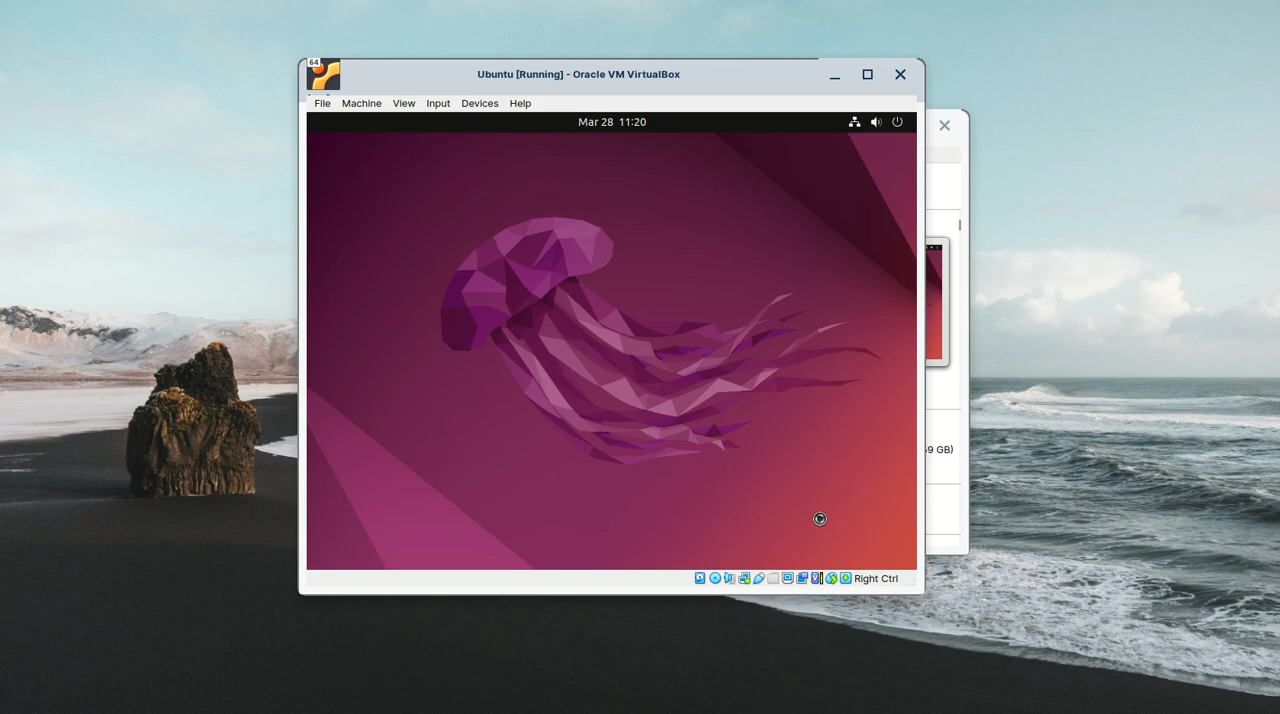 64
Ubuntu [Running] - Oracle VM VirtualBox
File Machine View Input Devices Help
Mar 28 11:20
GB)
Right Ctrl